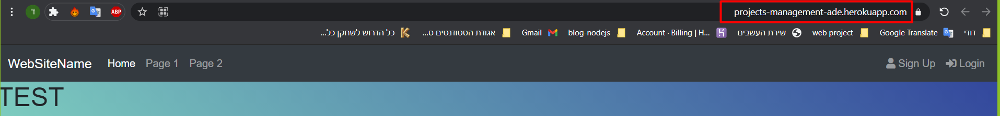 projects-management-ade.herokuapp.com
ABP
ד
דודי
Google Translate
web project
שירת העשבים
Account · Billing | H...
blog-nodejs
Gmail
אגודת הסטודנטים ס...
כל הדרוש לשחקן כל...
WebSiteName Home Page 1 Page 2 Sign Up Login
TEST